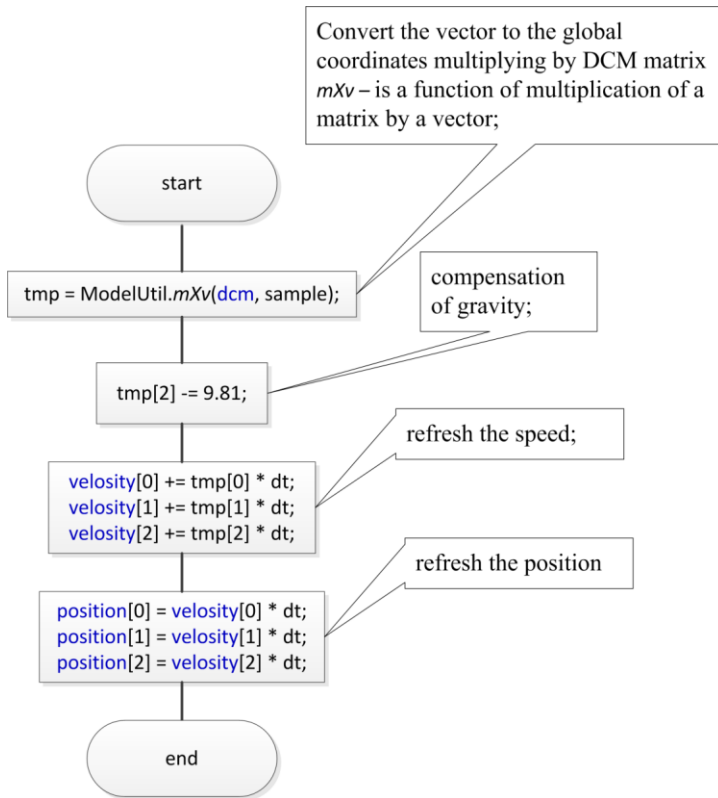 Convert the vector to the global
coordinates multiplying by DCM matrix
mXv – is a function of multiplication of a
matrix by a vector;
start
tmp = ModelUtil.mXv(dcm, sample);
compensation
of gravity;
tmp[2] -= 9.81;
refresh the speed;
velosity[0] += tmp[0] * dt;
velosity[1] += tmp[1] * dt;
velosity[2] += tmp[2] * dt;
refresh the position
position[0] = velosity[0] * dt;
position[1] = velosity[1] * dt;
position[2] = velosity[2] * dt;
end